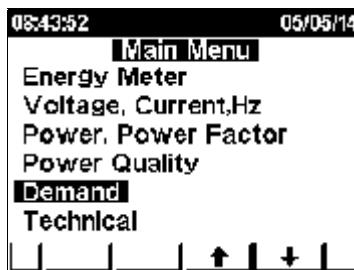 08:43:52 05/05/14
Main Menu
Energy Meter
Voltage, Current,Hz
Power, Power Factor
Power Quality
Demand
Technical